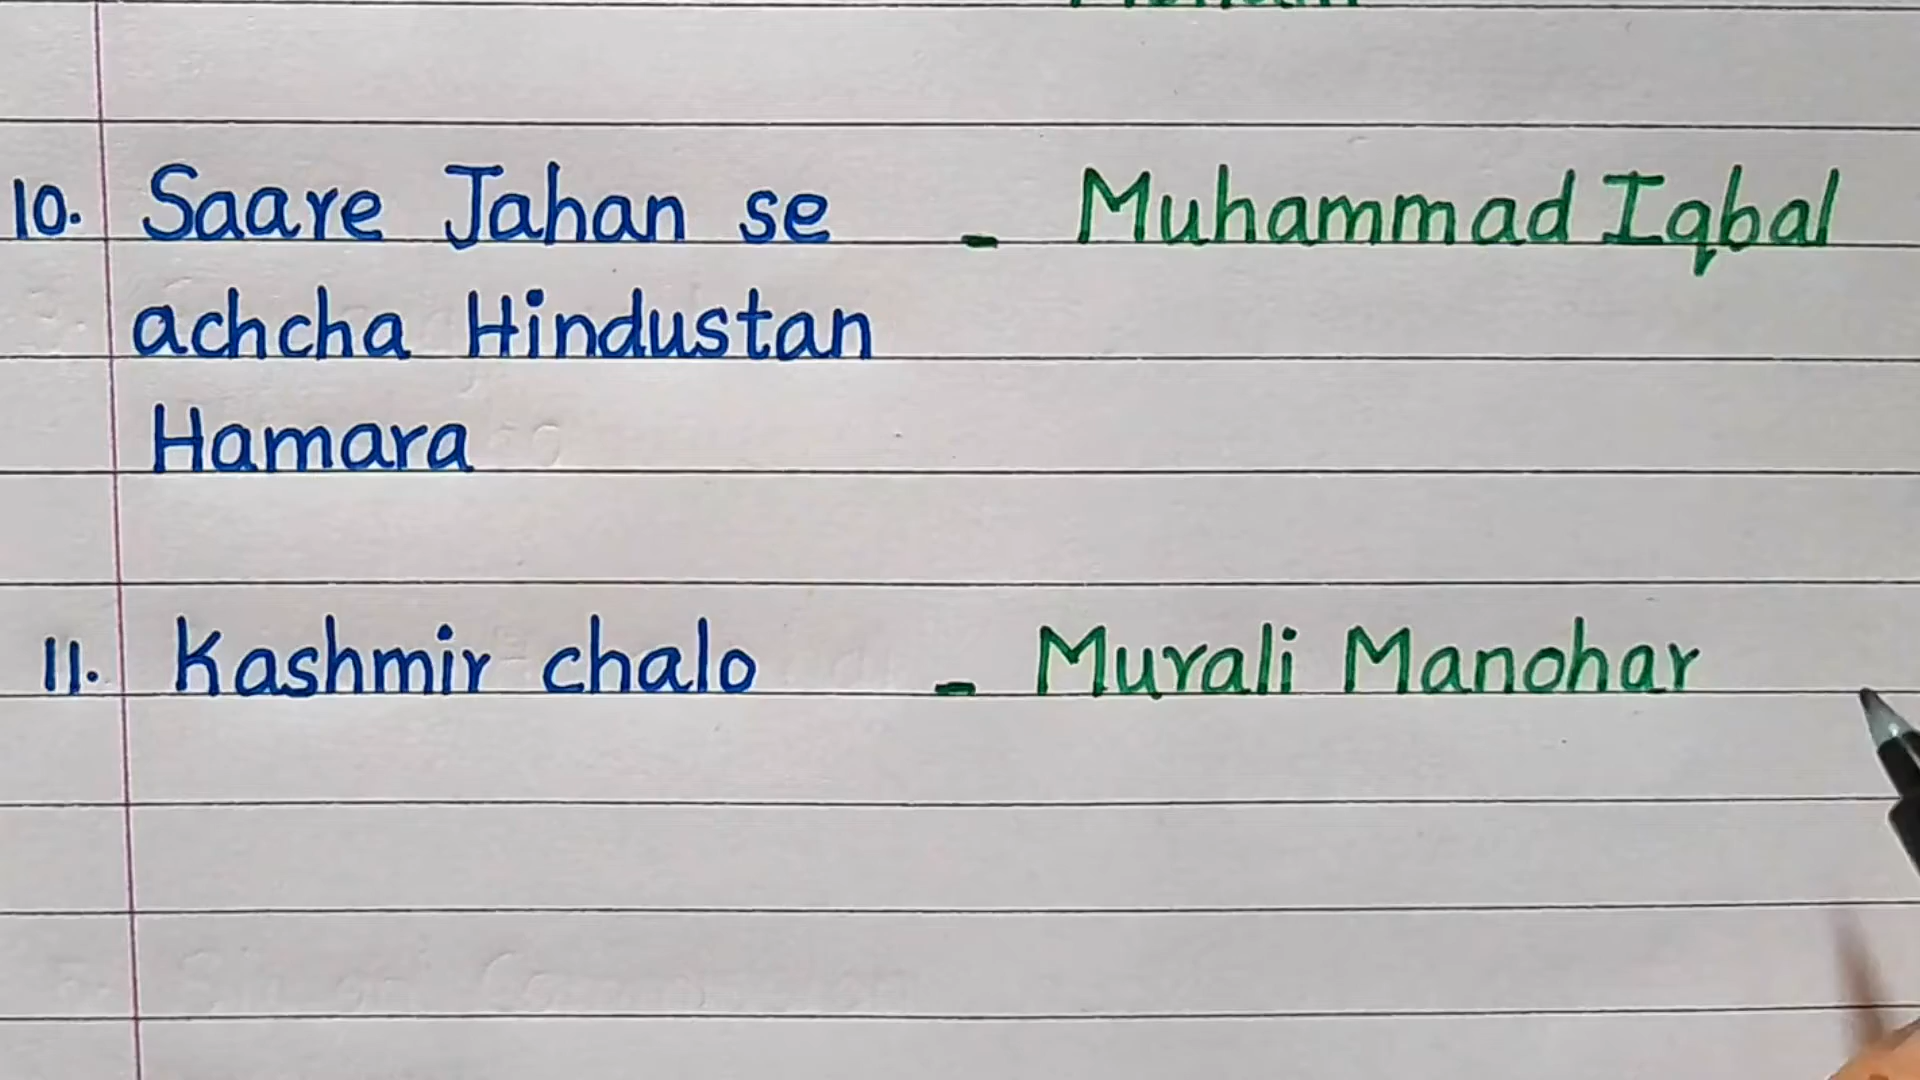 10. Saare Jahan se - Muhammad Iqbal
achcha Hindustan
Hamara
11. Kashmir chalo - Murali Manohar